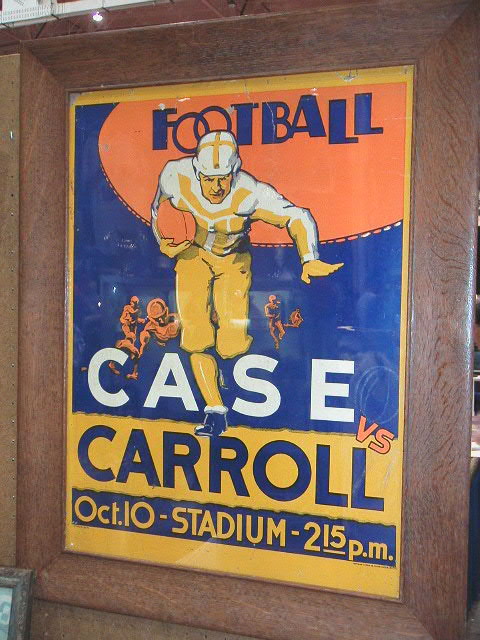 FOOTBALL
CASE
vs
CARROLL
Oct. 10 - STADIUM - 2:15 p.m.